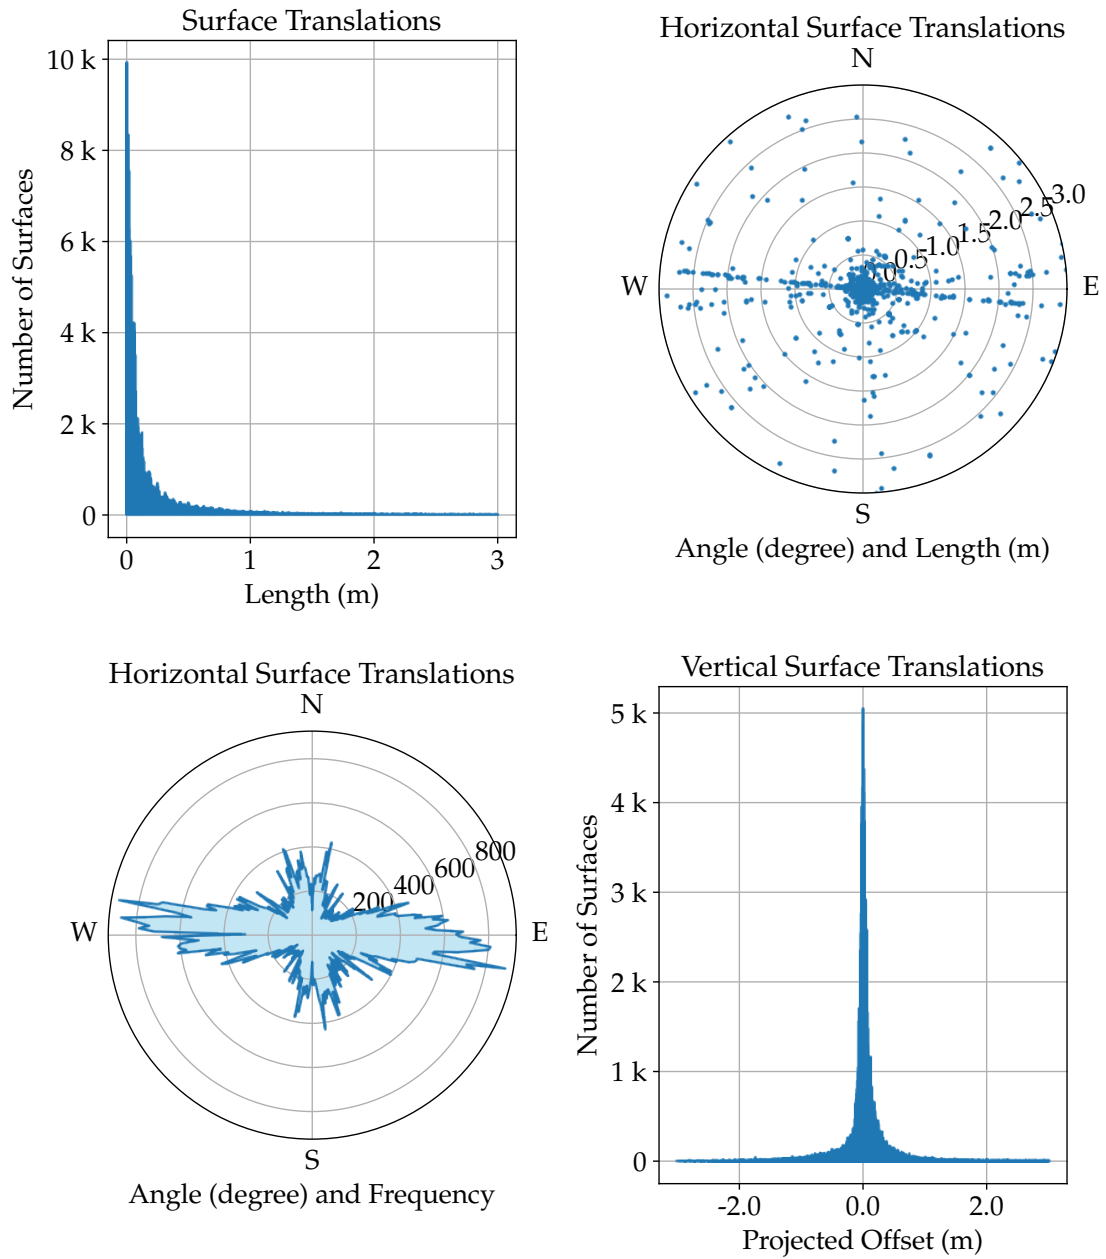 Surface Translations
10 k
8 k
6 k
4 k
2 k
0
Number of Surfaces
0
1
2
3
Length (m)
Horizontal Surface Translations
N
W
E
S
0.0
0.5
1.0
1.5
2.0
2.5
3.0
Angle (degree) and Length (m)
Horizontal Surface Translations
N
W
E
S
200
400
600
800
Angle (degree) and Frequency
Vertical Surface Translations
5 k
4 k
3 k
2 k
1 k
0
Number of Surfaces
-2.0
0.0
2.0
Projected Offset (m)